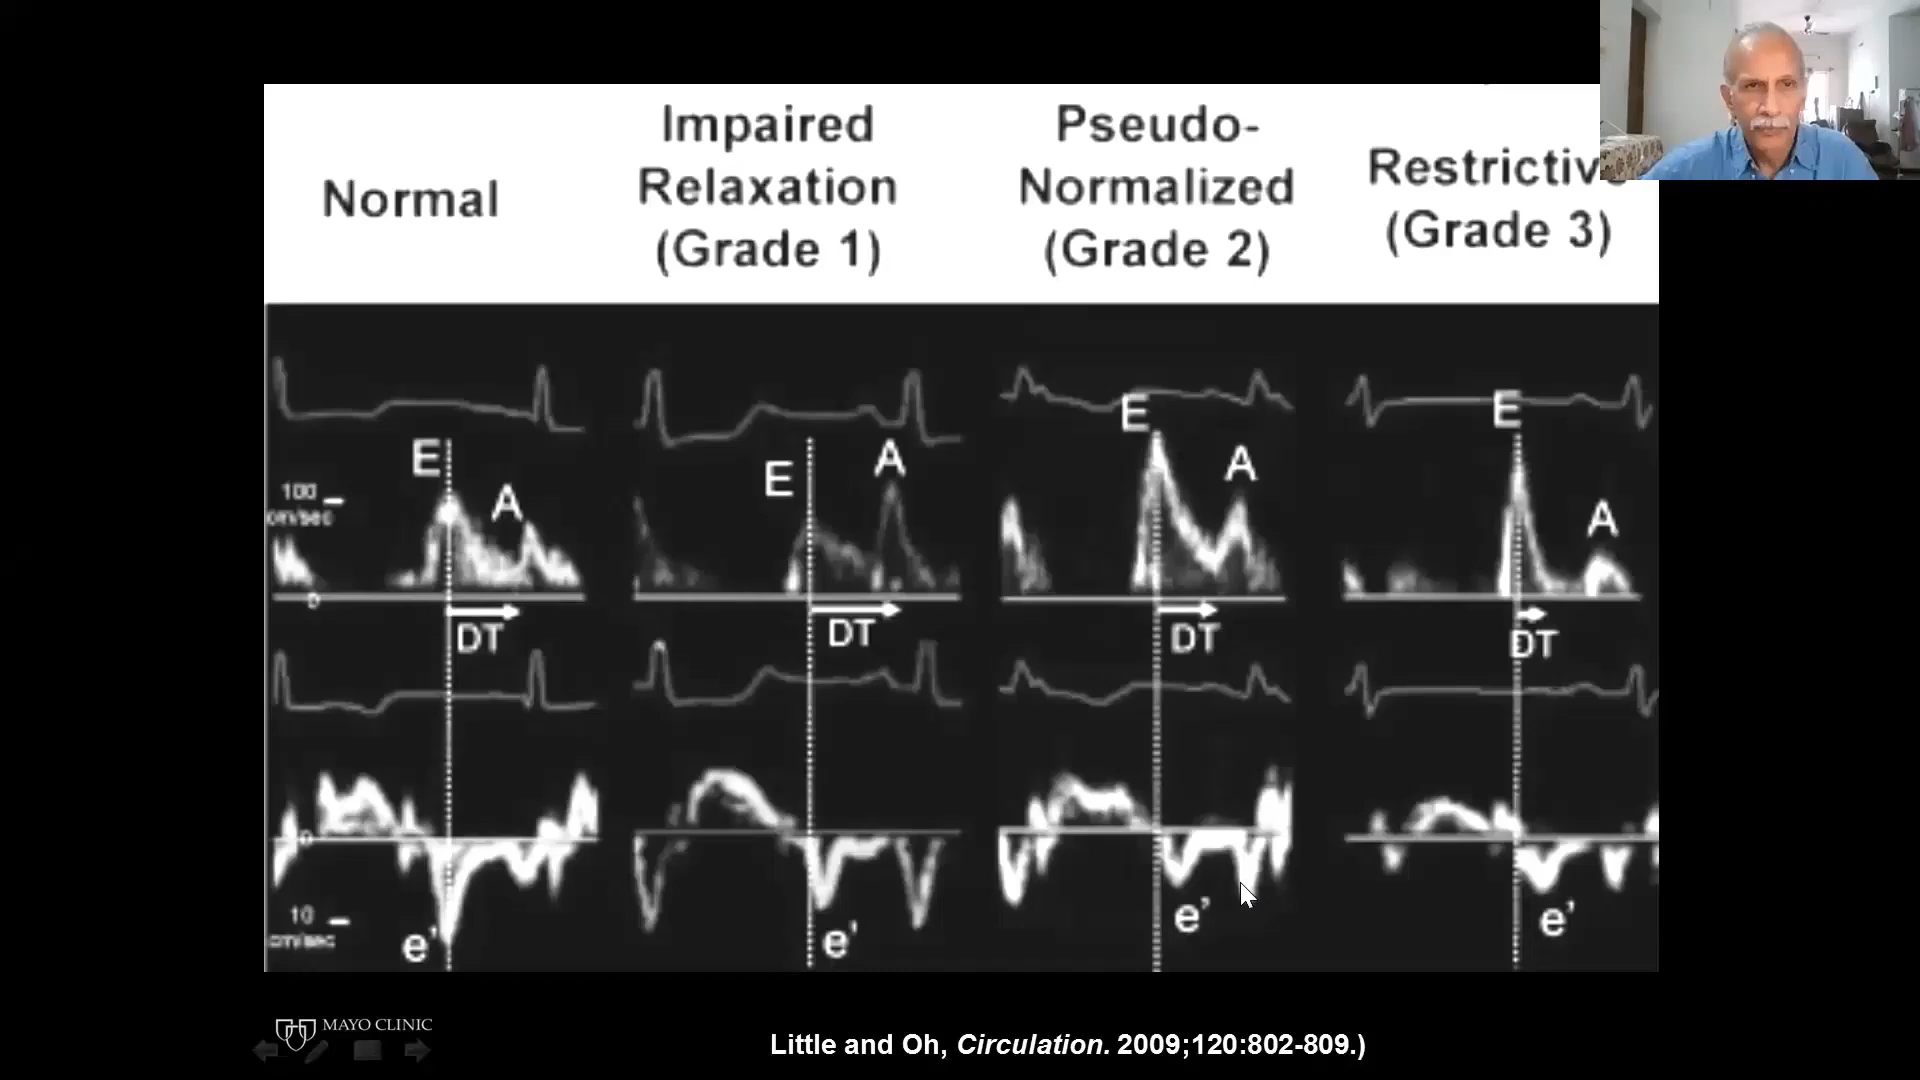 Normal
Impaired
Relaxation
(Grade 1)
Pseudo-
Normalized
(Grade 2)
Restrictive
(Grade 3)
E
A
100
cm/sec
0
DT
E
A
DT
E
A
DT
E
A
DT
0
10
cm/sec
e'
e'
e'
e'
MAYO CLINIC
Little and Oh, Circulation. 2009;120:802-809.)